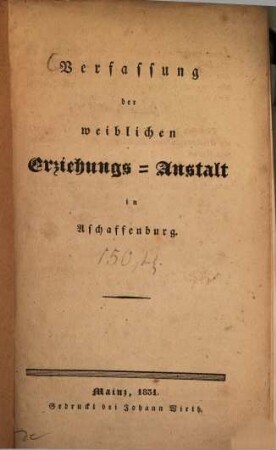 Verfassung
der
weiblichen
Erziehungs = Anstalt
in
Aschaffenburg.
Mainz, 1831.
Gedruckt bei Johann Wirth.